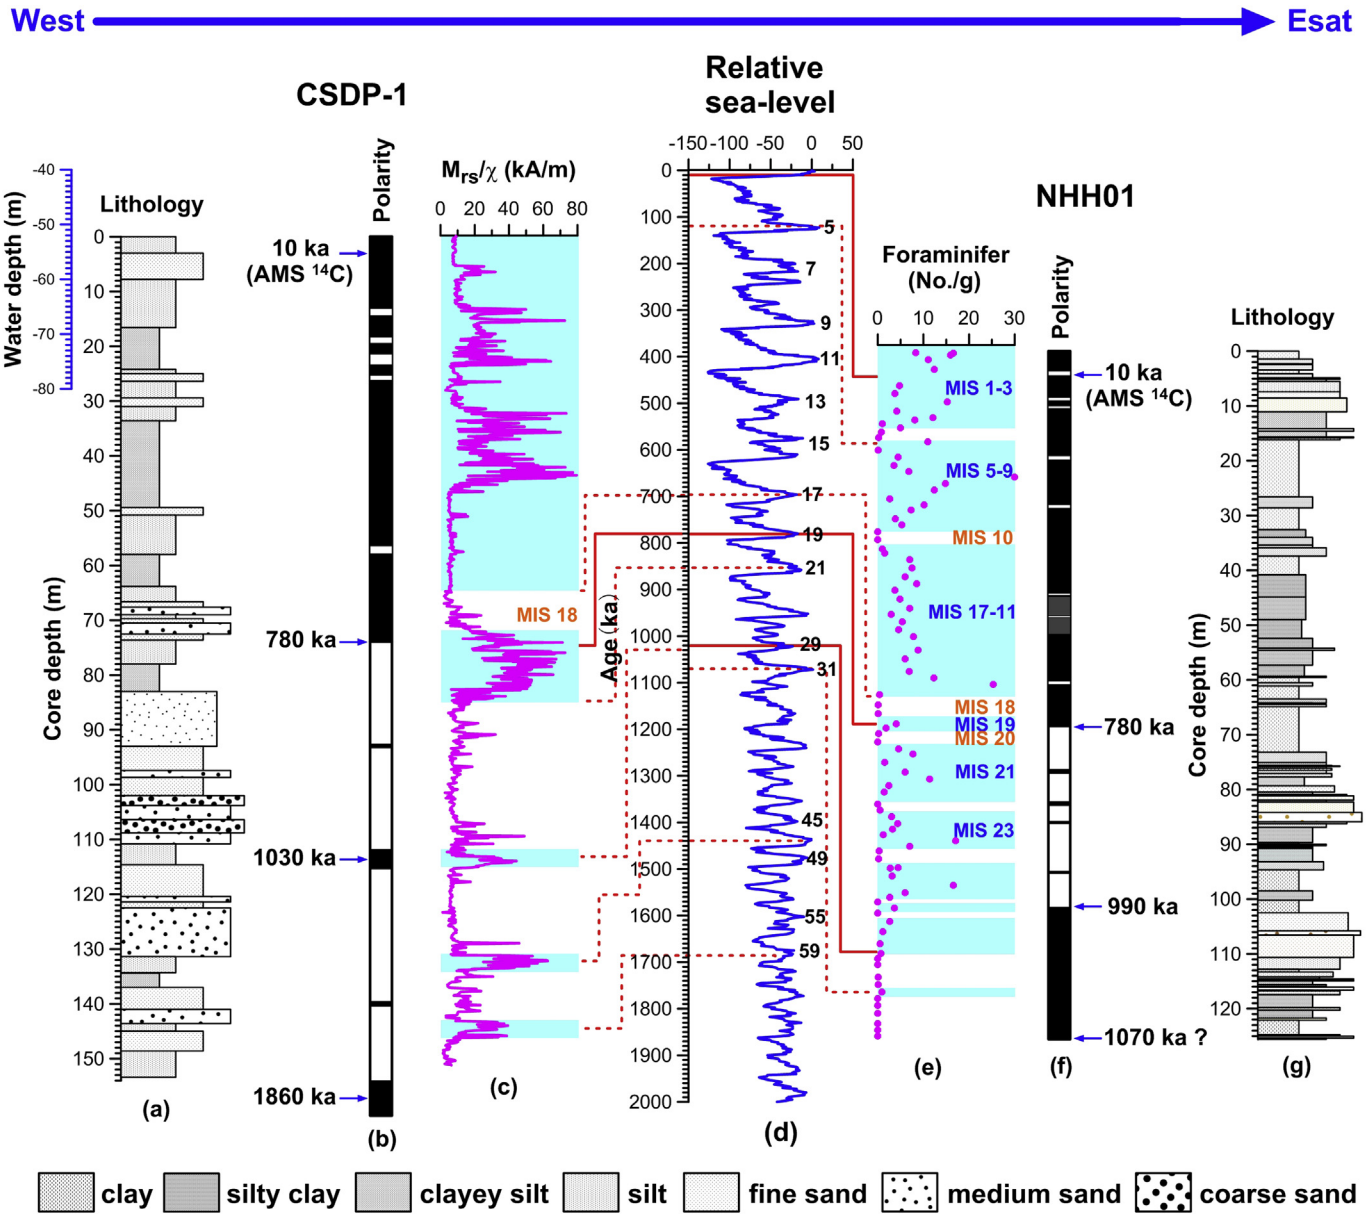 West
Esat
CSDP-1
Relative
sea-level
NHH01
Water depth (m)
-40
-50
-60
-70
-80
Lithology
Core depth (m)
0
10
20
30
40
50
60
70
80
90
100
110
120
130
140
150
(a)
Polarity
10 ka
(AMS ¹⁴C)
780 ka
1030 ka
1860 ka
(b)
Mrs/χ (kA/m)
0 20 40 60 80
MIS 18
(c)
-150 -100 -50 0 50
Age (ka)
0
100
200
300
400
500
600
700
800
900
1000
1100
1200
1300
1400
1500
1600
1700
1800
1900
2000
5
7
9
11
13
15
17
19
21
29
31
45
49
55
59
(d)
Foraminifer
(No./g)
0 10 20 30
MIS 1-3
MIS 5-9
MIS 10
MIS 17-11
MIS 18
MIS 19
MIS 20
MIS 21
MIS 23
(e)
Polarity
10 ka
(AMS ¹⁴C)
780 ka
990 ka
1070 ka ?
(f)
Lithology
Core depth (m)
0
10
20
30
40
50
60
70
80
90
100
110
120
(g)
clay
silty clay
clayey silt
silt
fine sand
medium sand
coarse sand